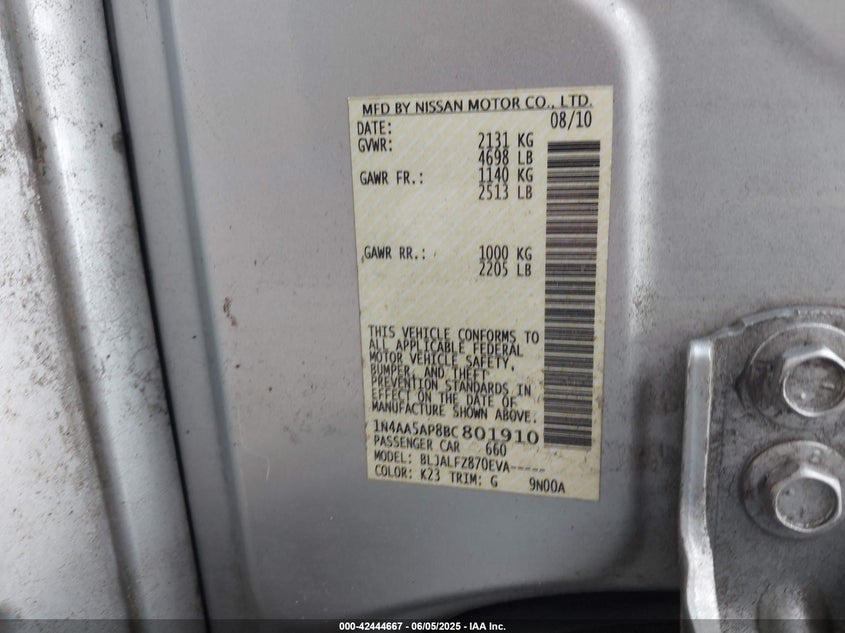 MFD BY NISSAN MOTOR CO., LTD.
DATE: 08/10
GVWR: 2131 KG
4698 LB
GAWR FR.: 1140 KG
2513 LB
GAWR RR.: 1000 KG
2205 LB
THIS VEHICLE CONFORMS TO
ALL APPLICABLE FEDERAL
MOTOR VEHICLE SAFETY,
BUMPER, AND THEFT
PREVENTION STANDARDS IN
EFFECT ON THE DATE OF
MANUFACTURE SHOWN ABOVE.
1N4AA5AP8BC801910
PASSENGER CAR 660
MODEL: BLJALFZ870EVA-----
COLOR: K23 TRIM: G 9N00A
000-42444667 - 06/05/2025 - IAA Inc.